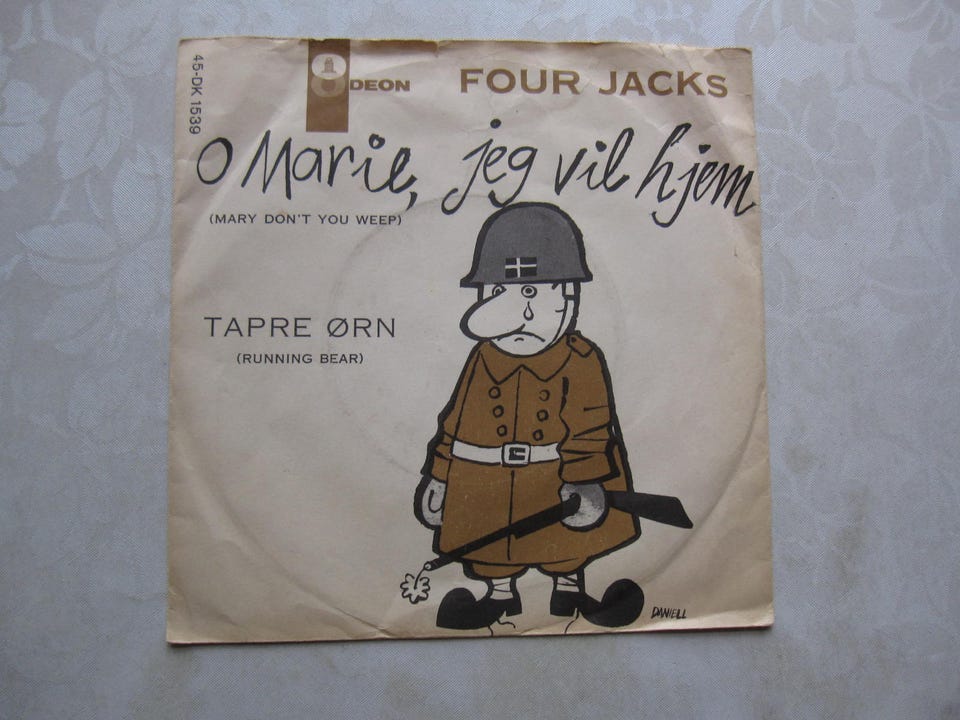 45-DK 1539
ODEON
FOUR JACKS
O Marie, jeg vil hjem
(MARY DON'T YOU WEEP)
TAPRE ØRN
(RUNNING BEAR)
DANIELL